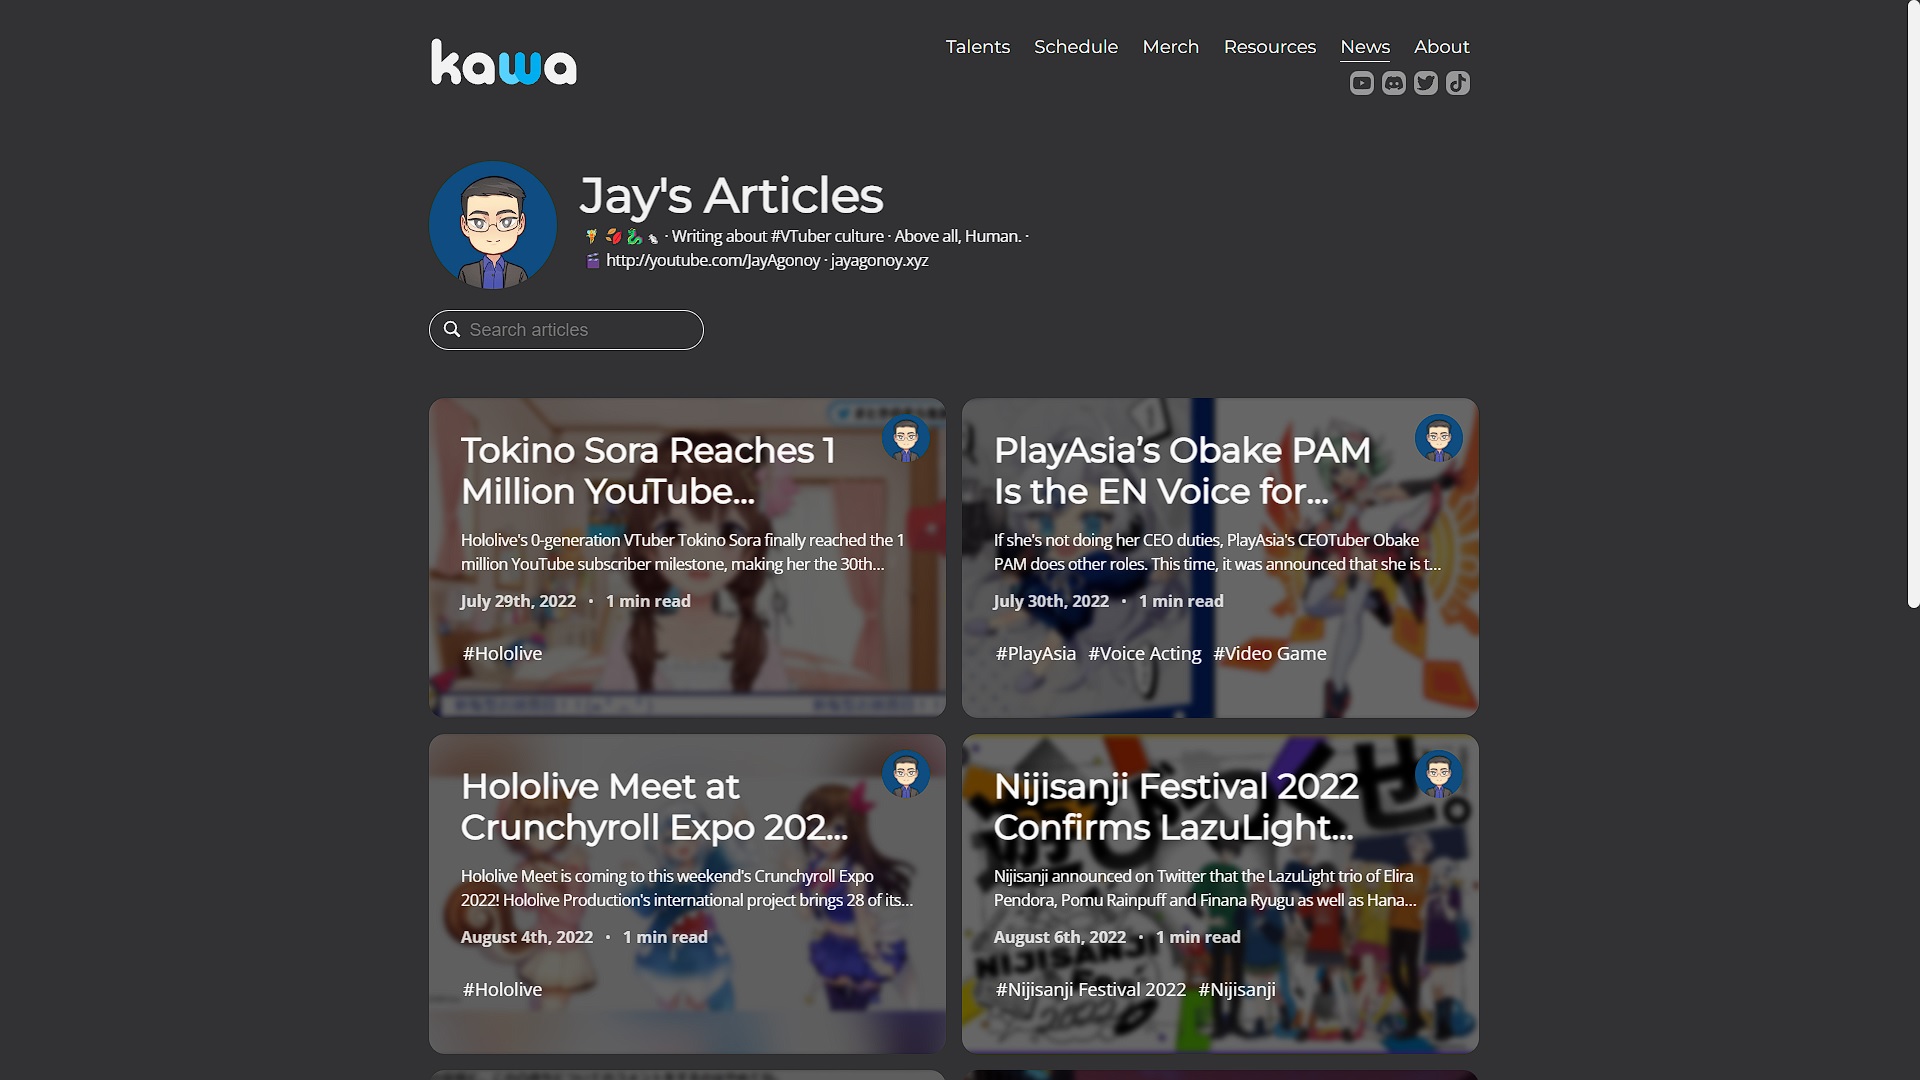 kawa
Talents Schedule Merch Resources News About
Jay's Articles
· Writing about #VTuber culture · Above all, Human. ·
http://youtube.com/JayAgonoy · jayagonoy.xyz
Search articles
Tokino Sora Reaches 1
Million YouTube...
Hololive's 0-generation VTuber Tokino Sora finally reached the 1
million YouTube subscriber milestone, making her the 30th...
July 29th, 2022 • 1 min read
#Hololive
PlayAsia’s Obake PAM
Is the EN Voice for...
If she's not doing her CEO duties, PlayAsia's CEOTuber Obake
PAM does other roles. This time, it was announced that she is t...
July 30th, 2022 • 1 min read
#PlayAsia #Voice Acting #Video Game
Hololive Meet at
Crunchyroll Expo 202...
Hololive Meet is coming to this weekend's Crunchyroll Expo
2022! Hololive Production's international project brings 28 of its...
August 4th, 2022 • 1 min read
#Hololive
Nijisanji Festival 2022
Confirms LazuLight...
Nijisanji announced on Twitter that the LazuLight trio of Elira
Pendora, Pomu Rainpuff and Finana Ryugu as well as Hana...
August 6th, 2022 • 1 min read
NIJISANJI
#Nijisanji Festival 2022 #Nijisanji
2022